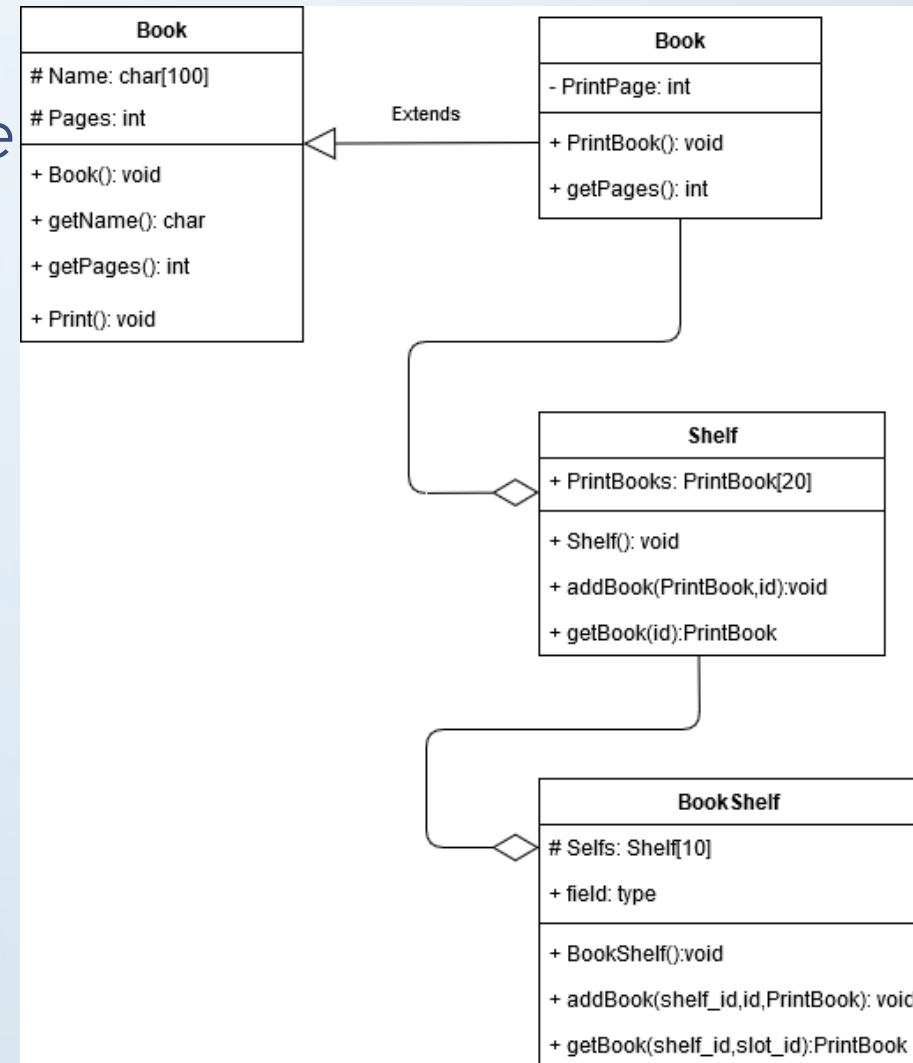 Book
# Name: char[100]
# Pages: int
+ Book(): void
+ getName(): char
+ getPages(): int
+ Print(): void
Extends
Book
- PrintPage: int
+ PrintBook(): void
+ getPages(): int
Shelf
+ PrintBooks: PrintBook[20]
+ Shelf(): void
+ addBook(PrintBook,id):void
+ getBook(id):PrintBook
BookShelf
# Selfs: Shelf[10]
+ field: type
+ BookShelf():void
+ addBook(shelf_id,id,PrintBook): void
+ getBook(shelf_id,slot_id):PrintBook